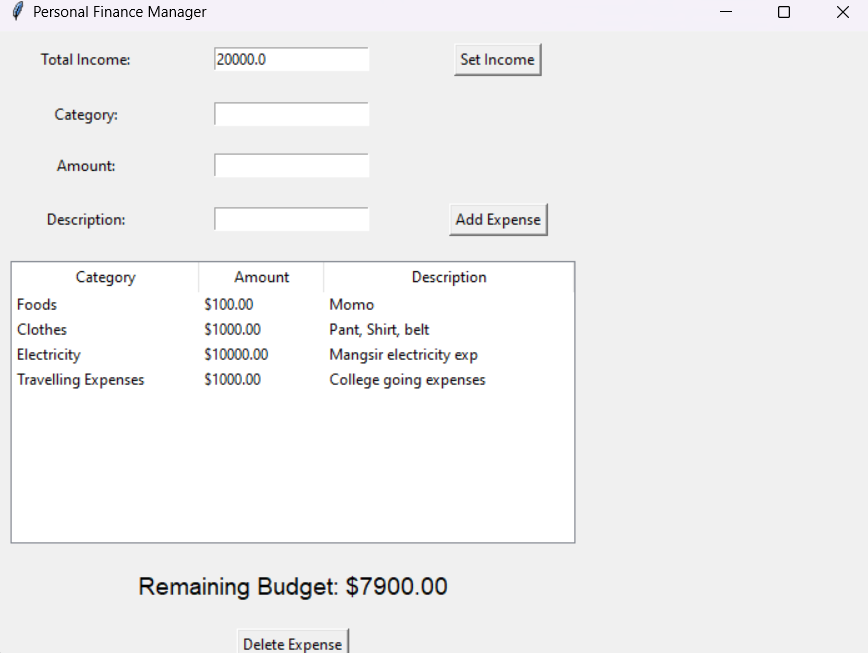 Personal Finance Manager
Total Income: 20000.0 Set Income
Category:
Amount:
Description: Add Expense
Category Amount Description
Foods $100.00 Momo
Clothes $1000.00 Pant, Shirt, belt
Electricity $10000.00 Mangsir electricity exp
Travelling Expenses $1000.00 College going expenses
Remaining Budget: $7900.00
Delete Expense